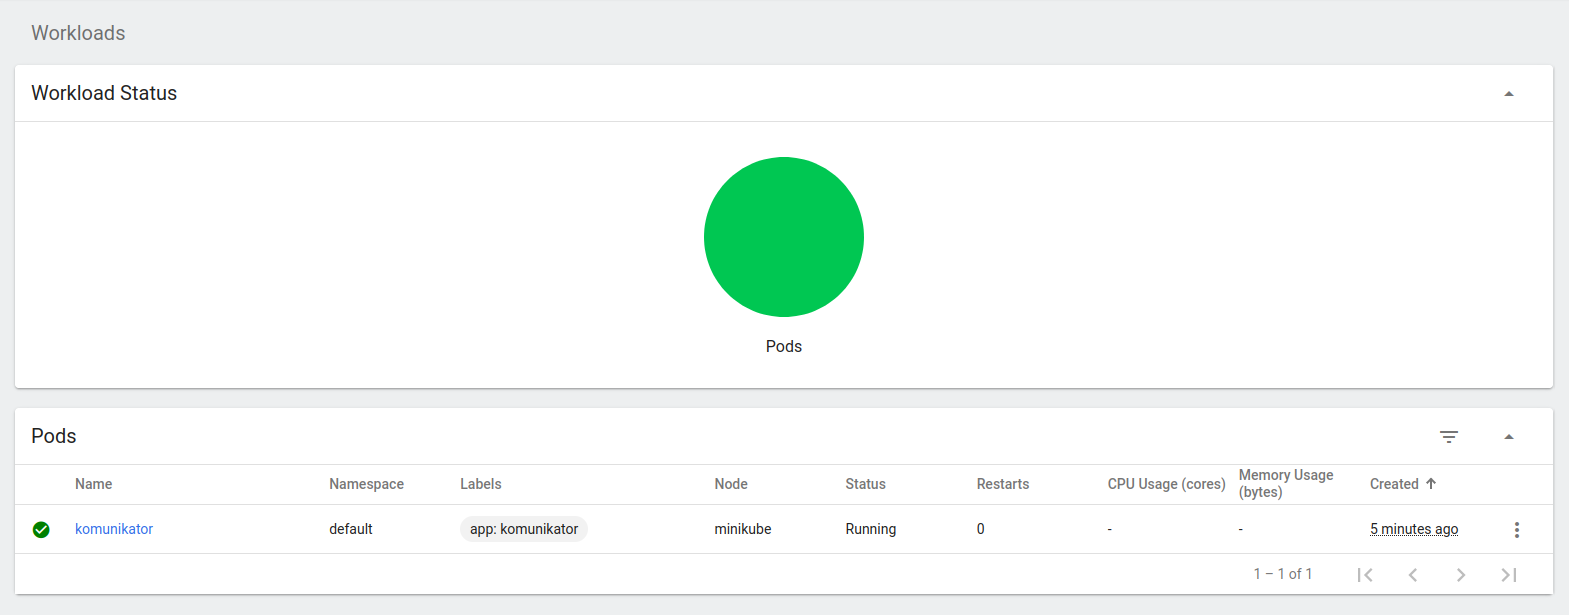 Workloads
Workload Status
Pods
Pods
Name Namespace Labels Node Status Restarts CPU Usage (cores) Memory Usage (bytes) Created
komunikator default app: komunikator minikube Running 0 - - 5 minutes ago
1 – 1 of 1